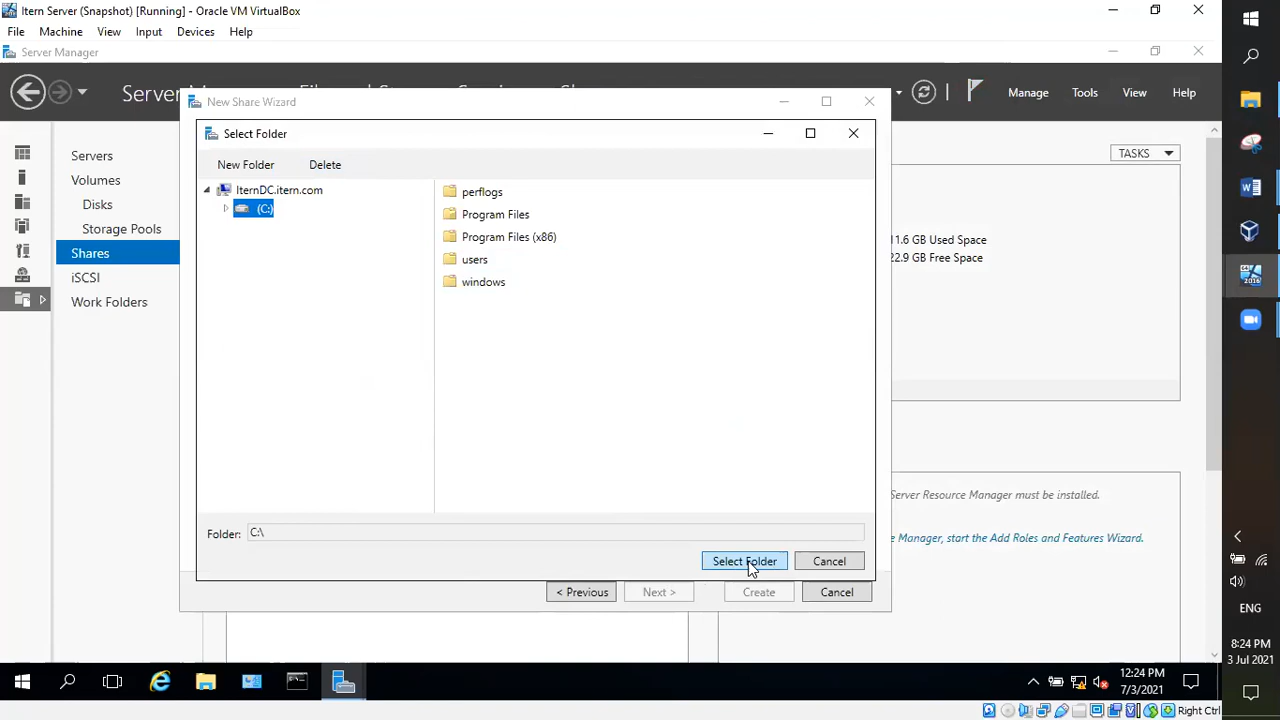 Itern Server (Snapshot) [Running] - Oracle VM VirtualBox
File Machine View Input Devices Help
Server Manager
New Share Wizard
Manage Tools View Help
Select Folder
New Folder Delete
TASKS
Servers
Volumes
Disks
Storage Pools
Shares
iSCSI
Work Folders
IternDC.itern.com
(C:)
perflogs
Program Files
Program Files (x86)
users
windows
11.6 GB Used Space
22.9 GB Free Space
Server Resource Manager must be installed.
Manager, start the Add Roles and Features Wizard.
Folder: C:\
Select Folder Cancel
< Previous Next > Create Cancel
ENG
8:24 PM
3 Jul 2021
12:24 PM
7/3/2021
Right Ctrl